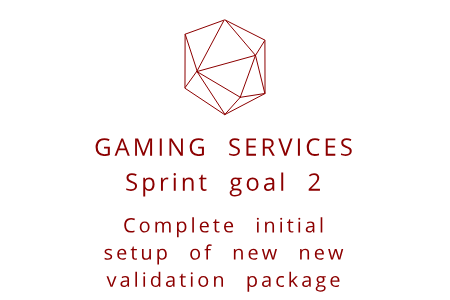 GAMING SERVICES
Sprint goal 2
Complete initial
setup of new new
validation package